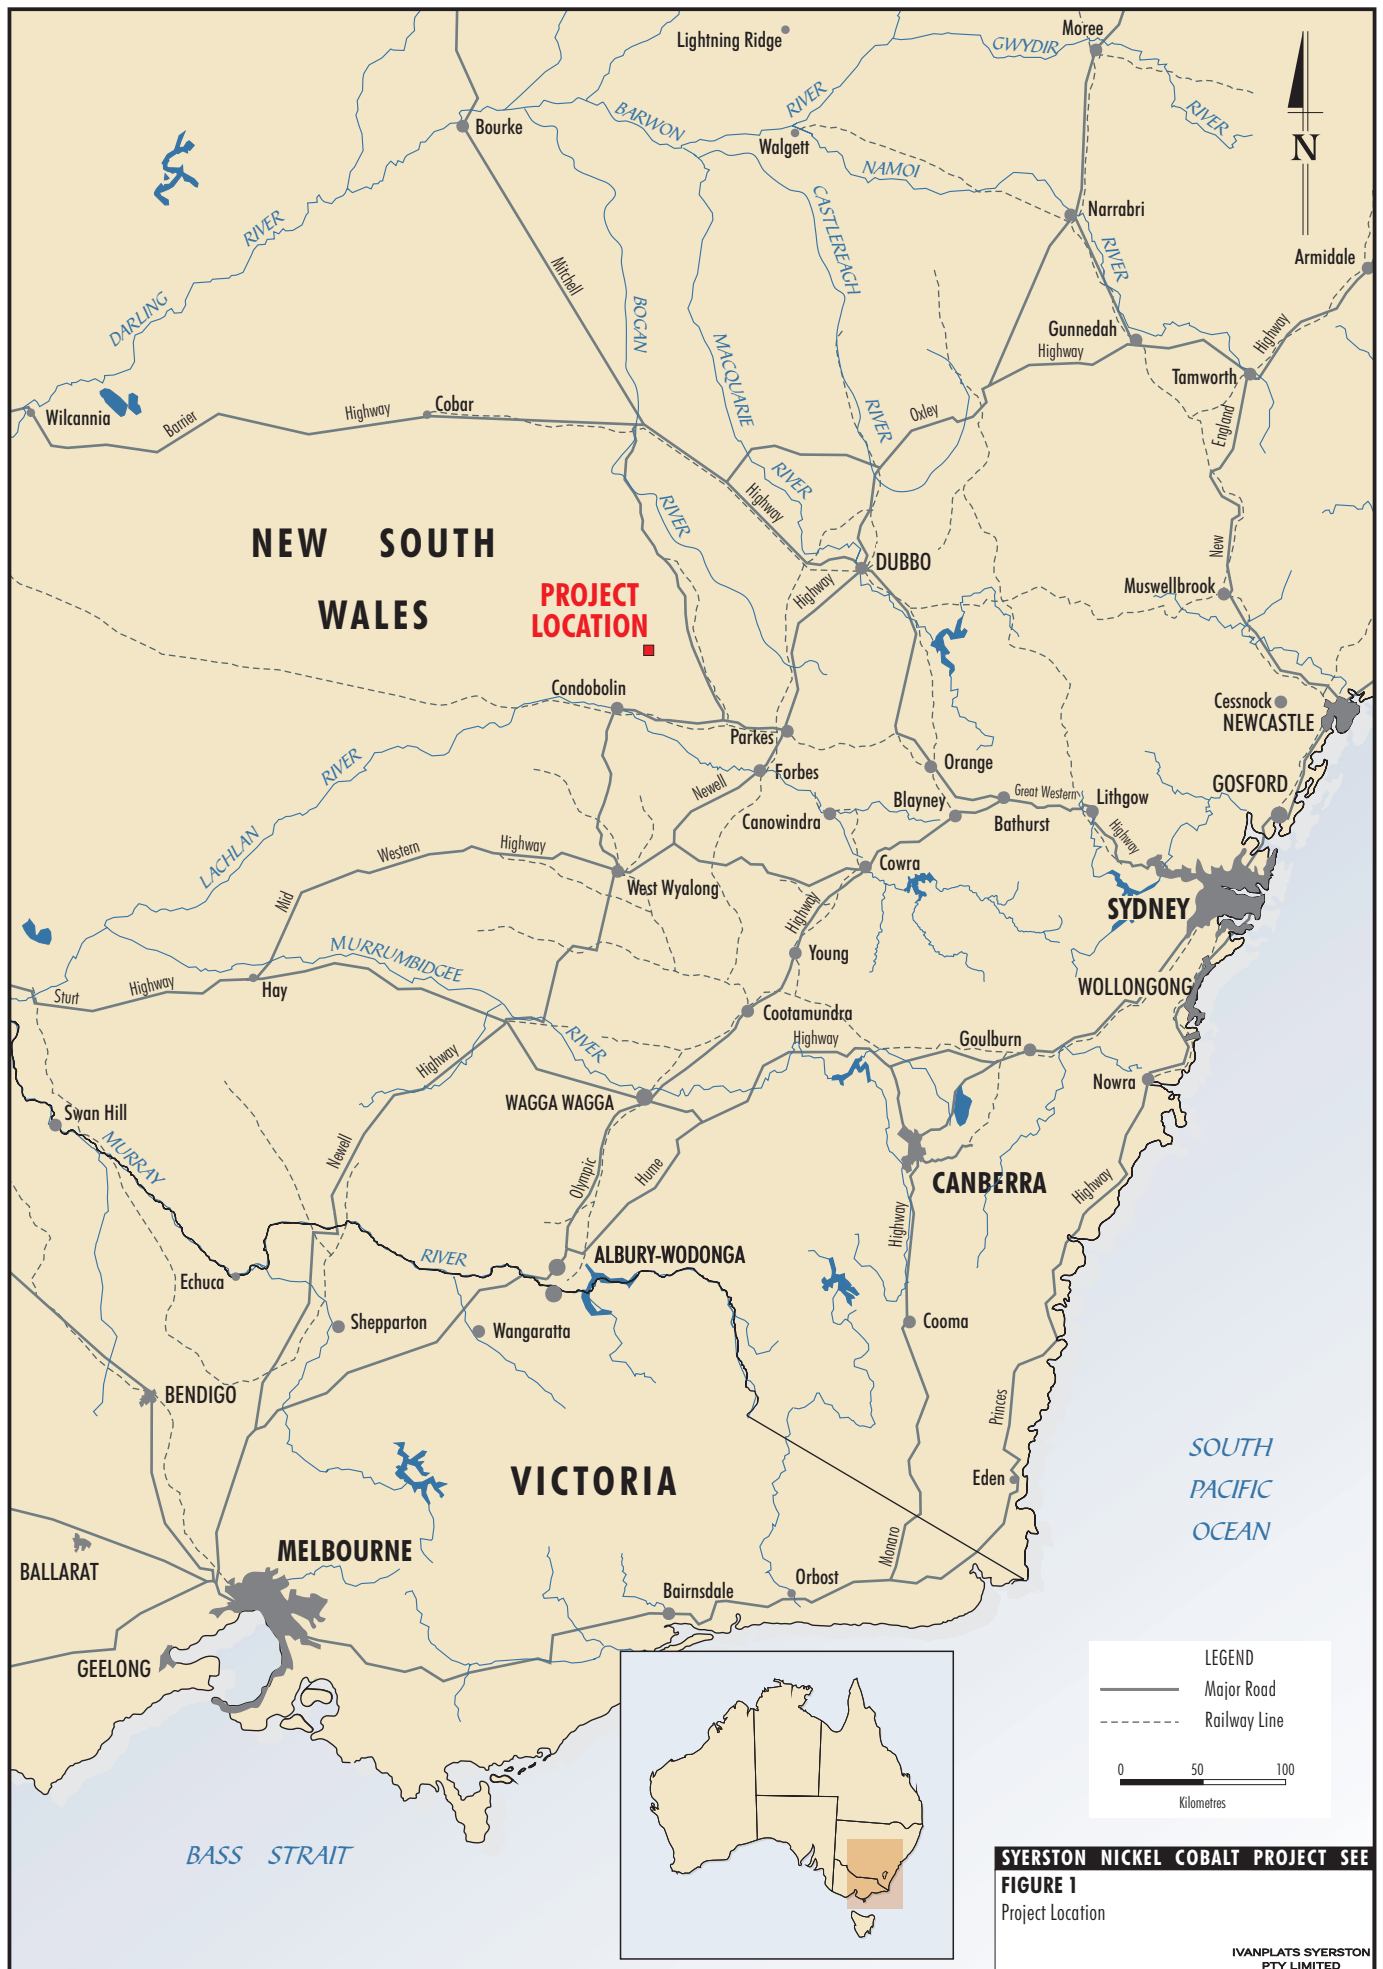 Moree
Lightning Ridge
GWYDIR
RIVER
RIVER
BARWON
Bourke
Walgett
N
NAMOI
CASTLEREAGH
Narrabri
RIVER
RIVER
Armidale
Mitchell
DARLING
BOGAN
MACQUARIE
Gunnedah
Highway
Highway
Tamworth
Wilcannia
Barrier
Highway
Cobar
RIVER
Oxley
England
RIVER
Highway
RIVER
NEW SOUTH
WALES
New
DUBBO
Highway
Muswellbrook
PROJECT
LOCATION
Condobolin
Cessnock
NEWCASTLE
Parkes
RIVER
Forbes
Orange
Newell
Blayney
Great Western
Lithgow
GOSFORD
Canowindra
Bathurst
Highway
LACHLAN
Western
Highway
Cowra
West Wyalong
Mid
Highway
SYDNEY
MURRUMBIDGEE
Young
Sturt
Highway
Hay
WOLLONGONG
Cootamundra
RIVER
Highway
Goulburn
Highway
Nowra
WAGGA WAGGA
Swan Hill
MURRAY
Newell
Olympic
Hume
CANBERRA
Highway
Highway
RIVER
ALBURY-WODONGA
Echuca
Shepparton
Wangaratta
Cooma
BENDIGO
Princes
SOUTH
PACIFIC
OCEAN
VICTORIA
Eden
MELBOURNE
Monaro
BALLARAT
Bairnsdale
Orbost
GEELONG
LEGEND
Major Road
Railway Line
0 50 100
Kilometres
BASS STRAIT
SYERSTON NICKEL COBALT PROJECT SEE
FIGURE 1
Project Location
IVANPLATS SYERSTON
PTY LIMITED